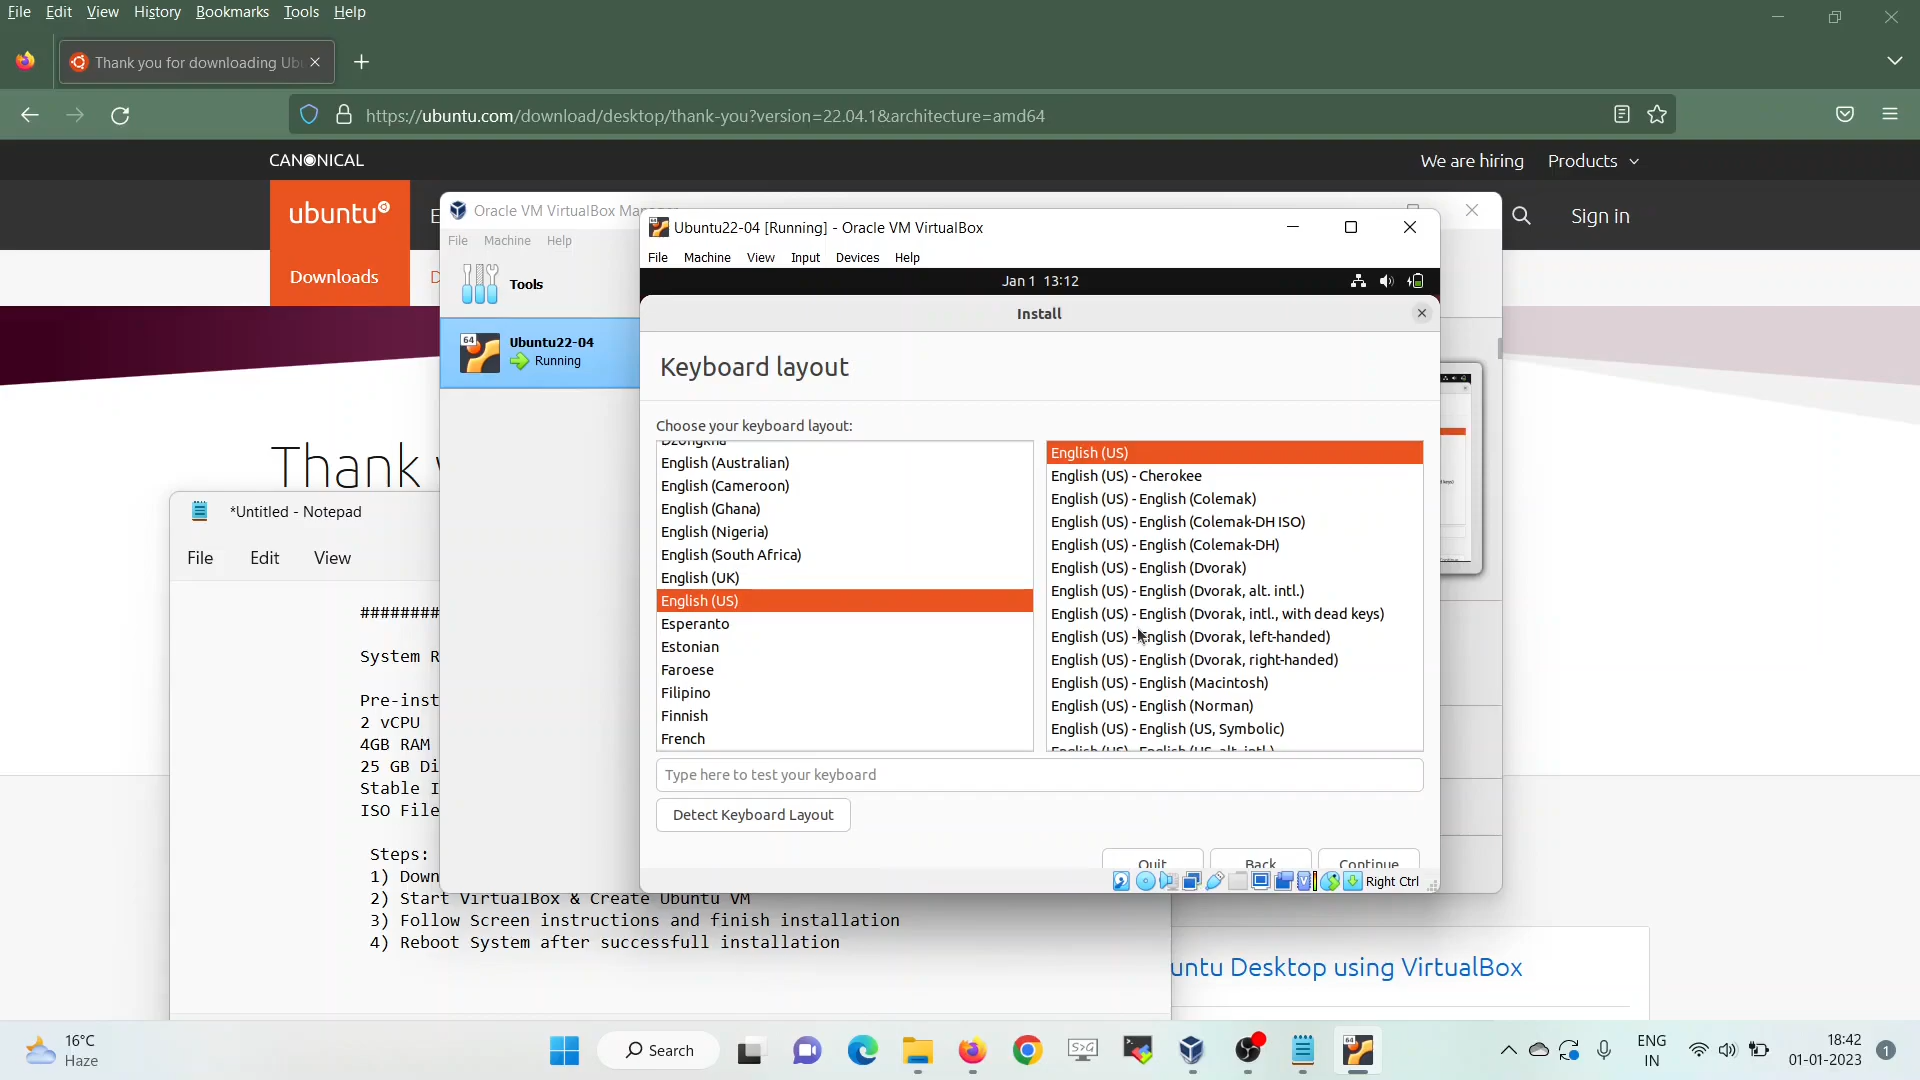 File Edit View History Bookmarks Tools Help
Thank you for downloading Ubu
https://ubuntu.com/download/desktop/thank-you?version=22.04.1&architecture=amd64
CANONICAL
We are hiring Products
ubuntu E
Sign in
Downloads D
Thank
Oracle VM VirtualBox Manager
File Machine Help
Tools
64
Ubuntu22-04
Running
Ubuntu22-04 [Running] - Oracle VM VirtualBox
File Machine View Input Devices Help
Jan 1 13:12
Install
Keyboard layout
Choose your keyboard layout:
Dzongkha
English (Australian)
English (Cameroon)
English (Ghana)
English (Nigeria)
English (South Africa)
English (UK)
English (US)
Esperanto
Estonian
Faroese
Filipino
Finnish
French
English (US)
English (US) - Cherokee
English (US) - English (Colemak)
English (US) - English (Colemak-DH ISO)
English (US) - English (Colemak-DH)
English (US) - English (Dvorak)
English (US) - English (Dvorak, alt. intl.)
English (US) - English (Dvorak, intl., with dead keys)
English (US) - English (Dvorak, left-handed)
English (US) - English (Dvorak, right-handed)
English (US) - English (Macintosh)
English (US) - English (Norman)
English (US) - English (US, Symbolic)
English (US) - English (US, alt. intl.)
Type here to test your keyboard
Detect Keyboard Layout
Quit Back Continue
Right Ctrl
*Untitled - Notepad
File Edit View
########
System R
Pre-inst
2 vCPU
4GB RAM
25 GB Di
Stable I
ISO File
Steps:
1) Down
2) Start VirtualBox & Create Ubuntu VM
3) Follow Screen instructions and finish installation
4) Reboot System after successfull installation
untu Desktop using VirtualBox
16°C
Haze
Search
ENG
IN
18:42
01-01-2023
1